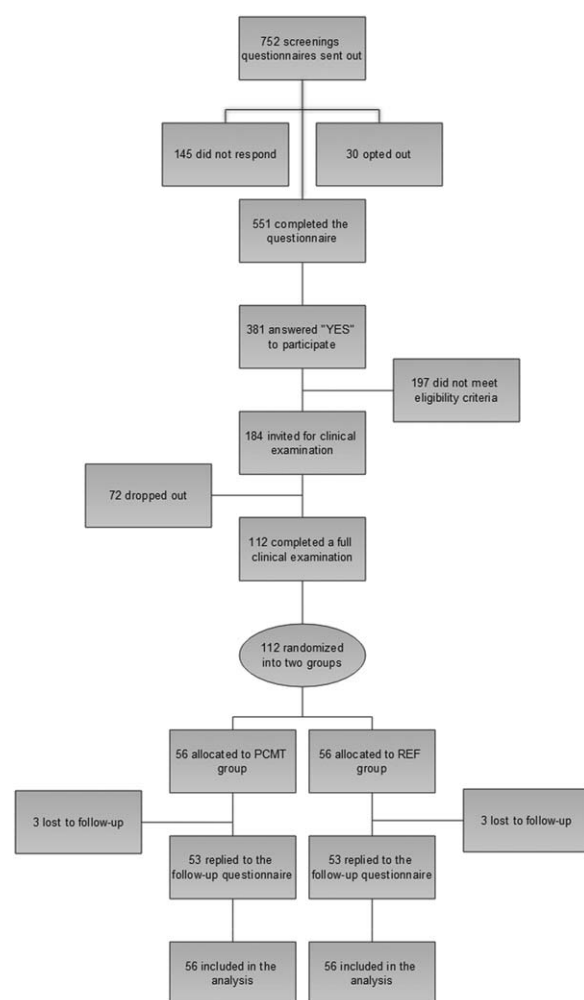 752 screenings
questionnaires sent out
145 did not respond
30 opted out
551 completed the
questionnaire
381 answered "YES"
to participate
197 did not meet
eligibility criteria
184 invited for clinical
examination
72 dropped out
112 completed a full
clinical examination
112 randomized
into two groups
56 allocated to PCMT
group
56 allocated to REF
group
3 lost to follow-up
3 lost to follow-up
53 replied to the
follow-up questionnaire
53 replied to the
follow-up questionnaire
56 included in the
analysis
56 included in the
analysis